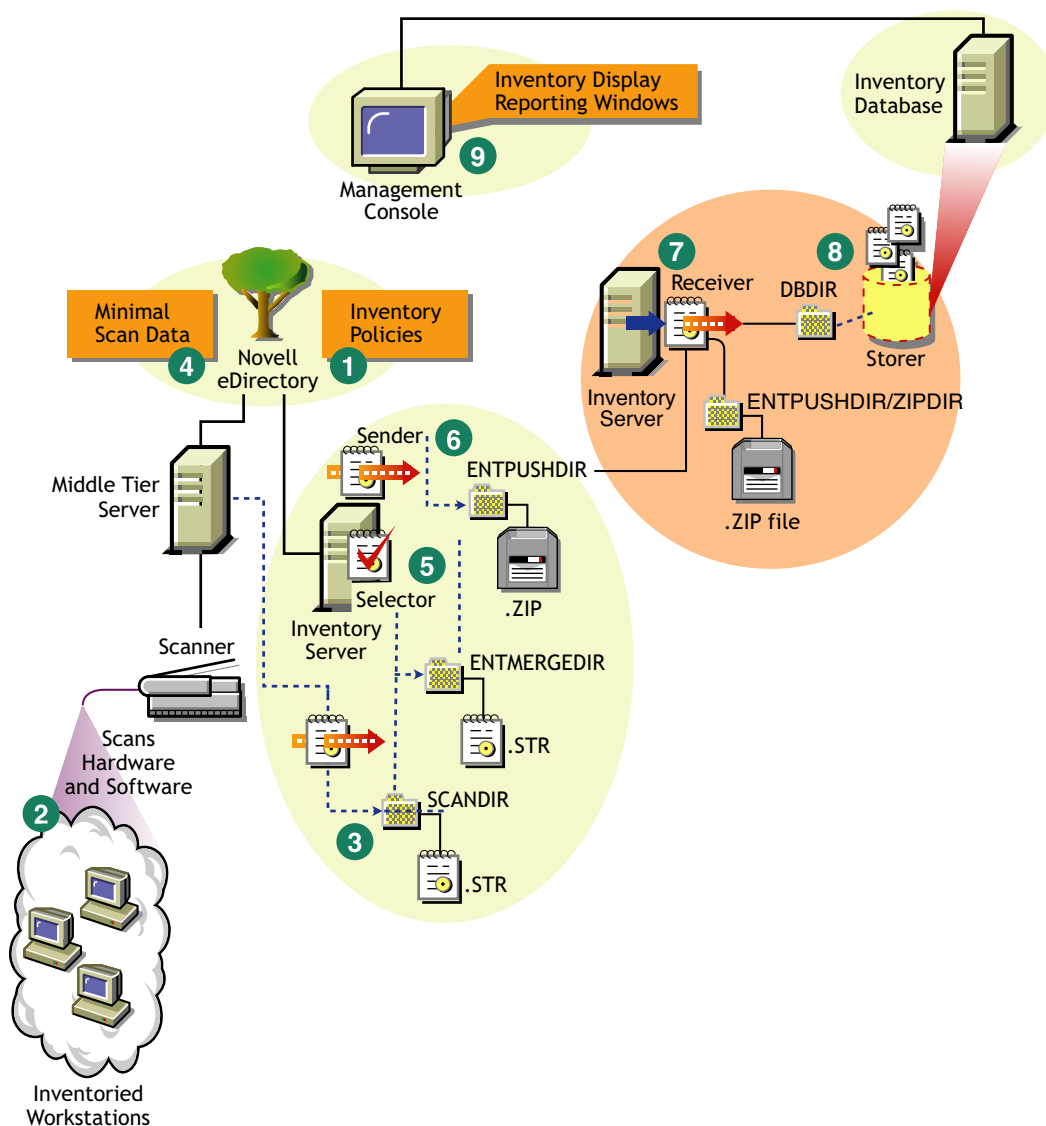 Inventory Display
Reporting Windows
Inventory
Database
9
Management
Console
7
8
Receiver
DBDIR
Minimal
Scan Data
Inventory
Policies
4
Novell
eDirectory
1
Storer
Inventory
Server
ENTPUSHDIR/ZIPDIR
.ZIP file
Sender
6
ENTPUSHDIR
Middle Tier
Server
5
Selector
.ZIP
Inventory
Server
Scanner
ENTMERGEDIR
.STR
Scans
Hardware
and Software
SCANDIR
2
3
.STR
Inventoried
Workstations